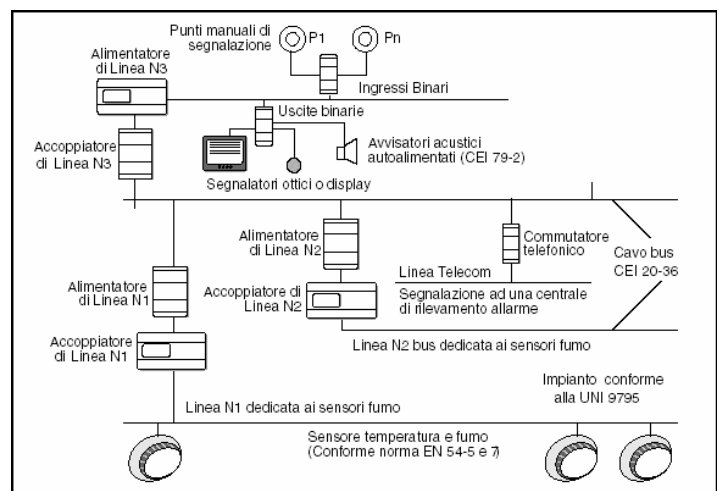 Punti manuali di
segnalazione
P1
Pn
Alimentatore
di Linea N3
Ingressi Binari
Uscite binarie
Accoppiatore
di Linea N3
Avvisatori acustici
autoalimentati (CEI 79-2)
Segnalatori ottici o display
Alimentatore
di Linea N2
Commutatore
telefonico
Cavo bus
CEI 20-36
Linea Telecom
Alimentatore
di Linea N1
Accoppiatore di
Linea N2
Segnalazione ad una centrale
di rilevamento allarme
Accoppiatore
di Linea N1
Linea N2 bus dedicata ai sensori fumo
Impianto conforme
alla UNI 9795
Linea N1 dedicata ai sensori fumo
Sensore temperatura e fumo
(Conforme norma EN 54-5 e 7)